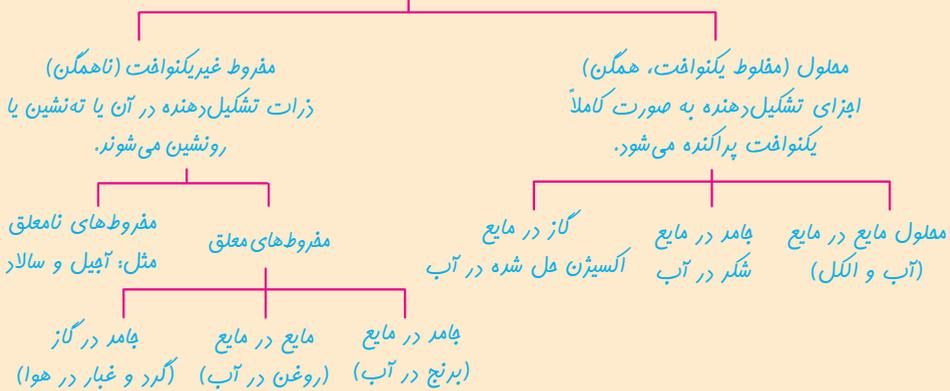 محلول (مخلوط یکنواخت، همگن)
اجزای تشکیل‌دهنده به صورت کاملاً
یکنواخت پراکنده می‌شود.
مخروط غیریکنواخت (ناهمگن)
ذرات تشکیل‌دهنده در آن یا ته‌نشین یا
رونشین می‌شوند.
محلول مایع در مایع
(آب و الکل)
جامد در مایع
شکر در آب
گاز در مایع
اکسیژن حل شده در آب
مخروط‌های معلق
مخروط‌های نامعلق
مثل: آجیل و سالاد
جامد در مایع
(برنج در آب)
مایع در مایع
(روغن در آب)
جامد در گاز
(گرد و غبار در هوا)